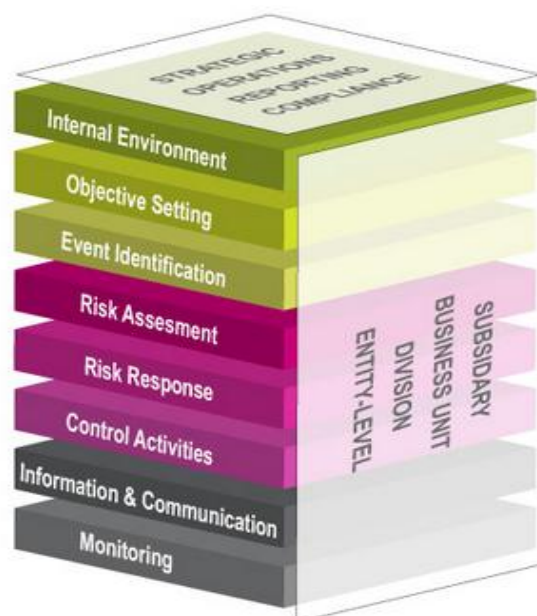 STRATEGIC
OPERATIONS
REPORTING
COMPLIANCE
Internal Environment
Objective Setting
Event Identification
Risk Assesment
Risk Response
Control Activities
Information & Communication
Monitoring
ENTITY-LEVEL
DIVISION
BUSINESS UNIT
SUBSIDARY